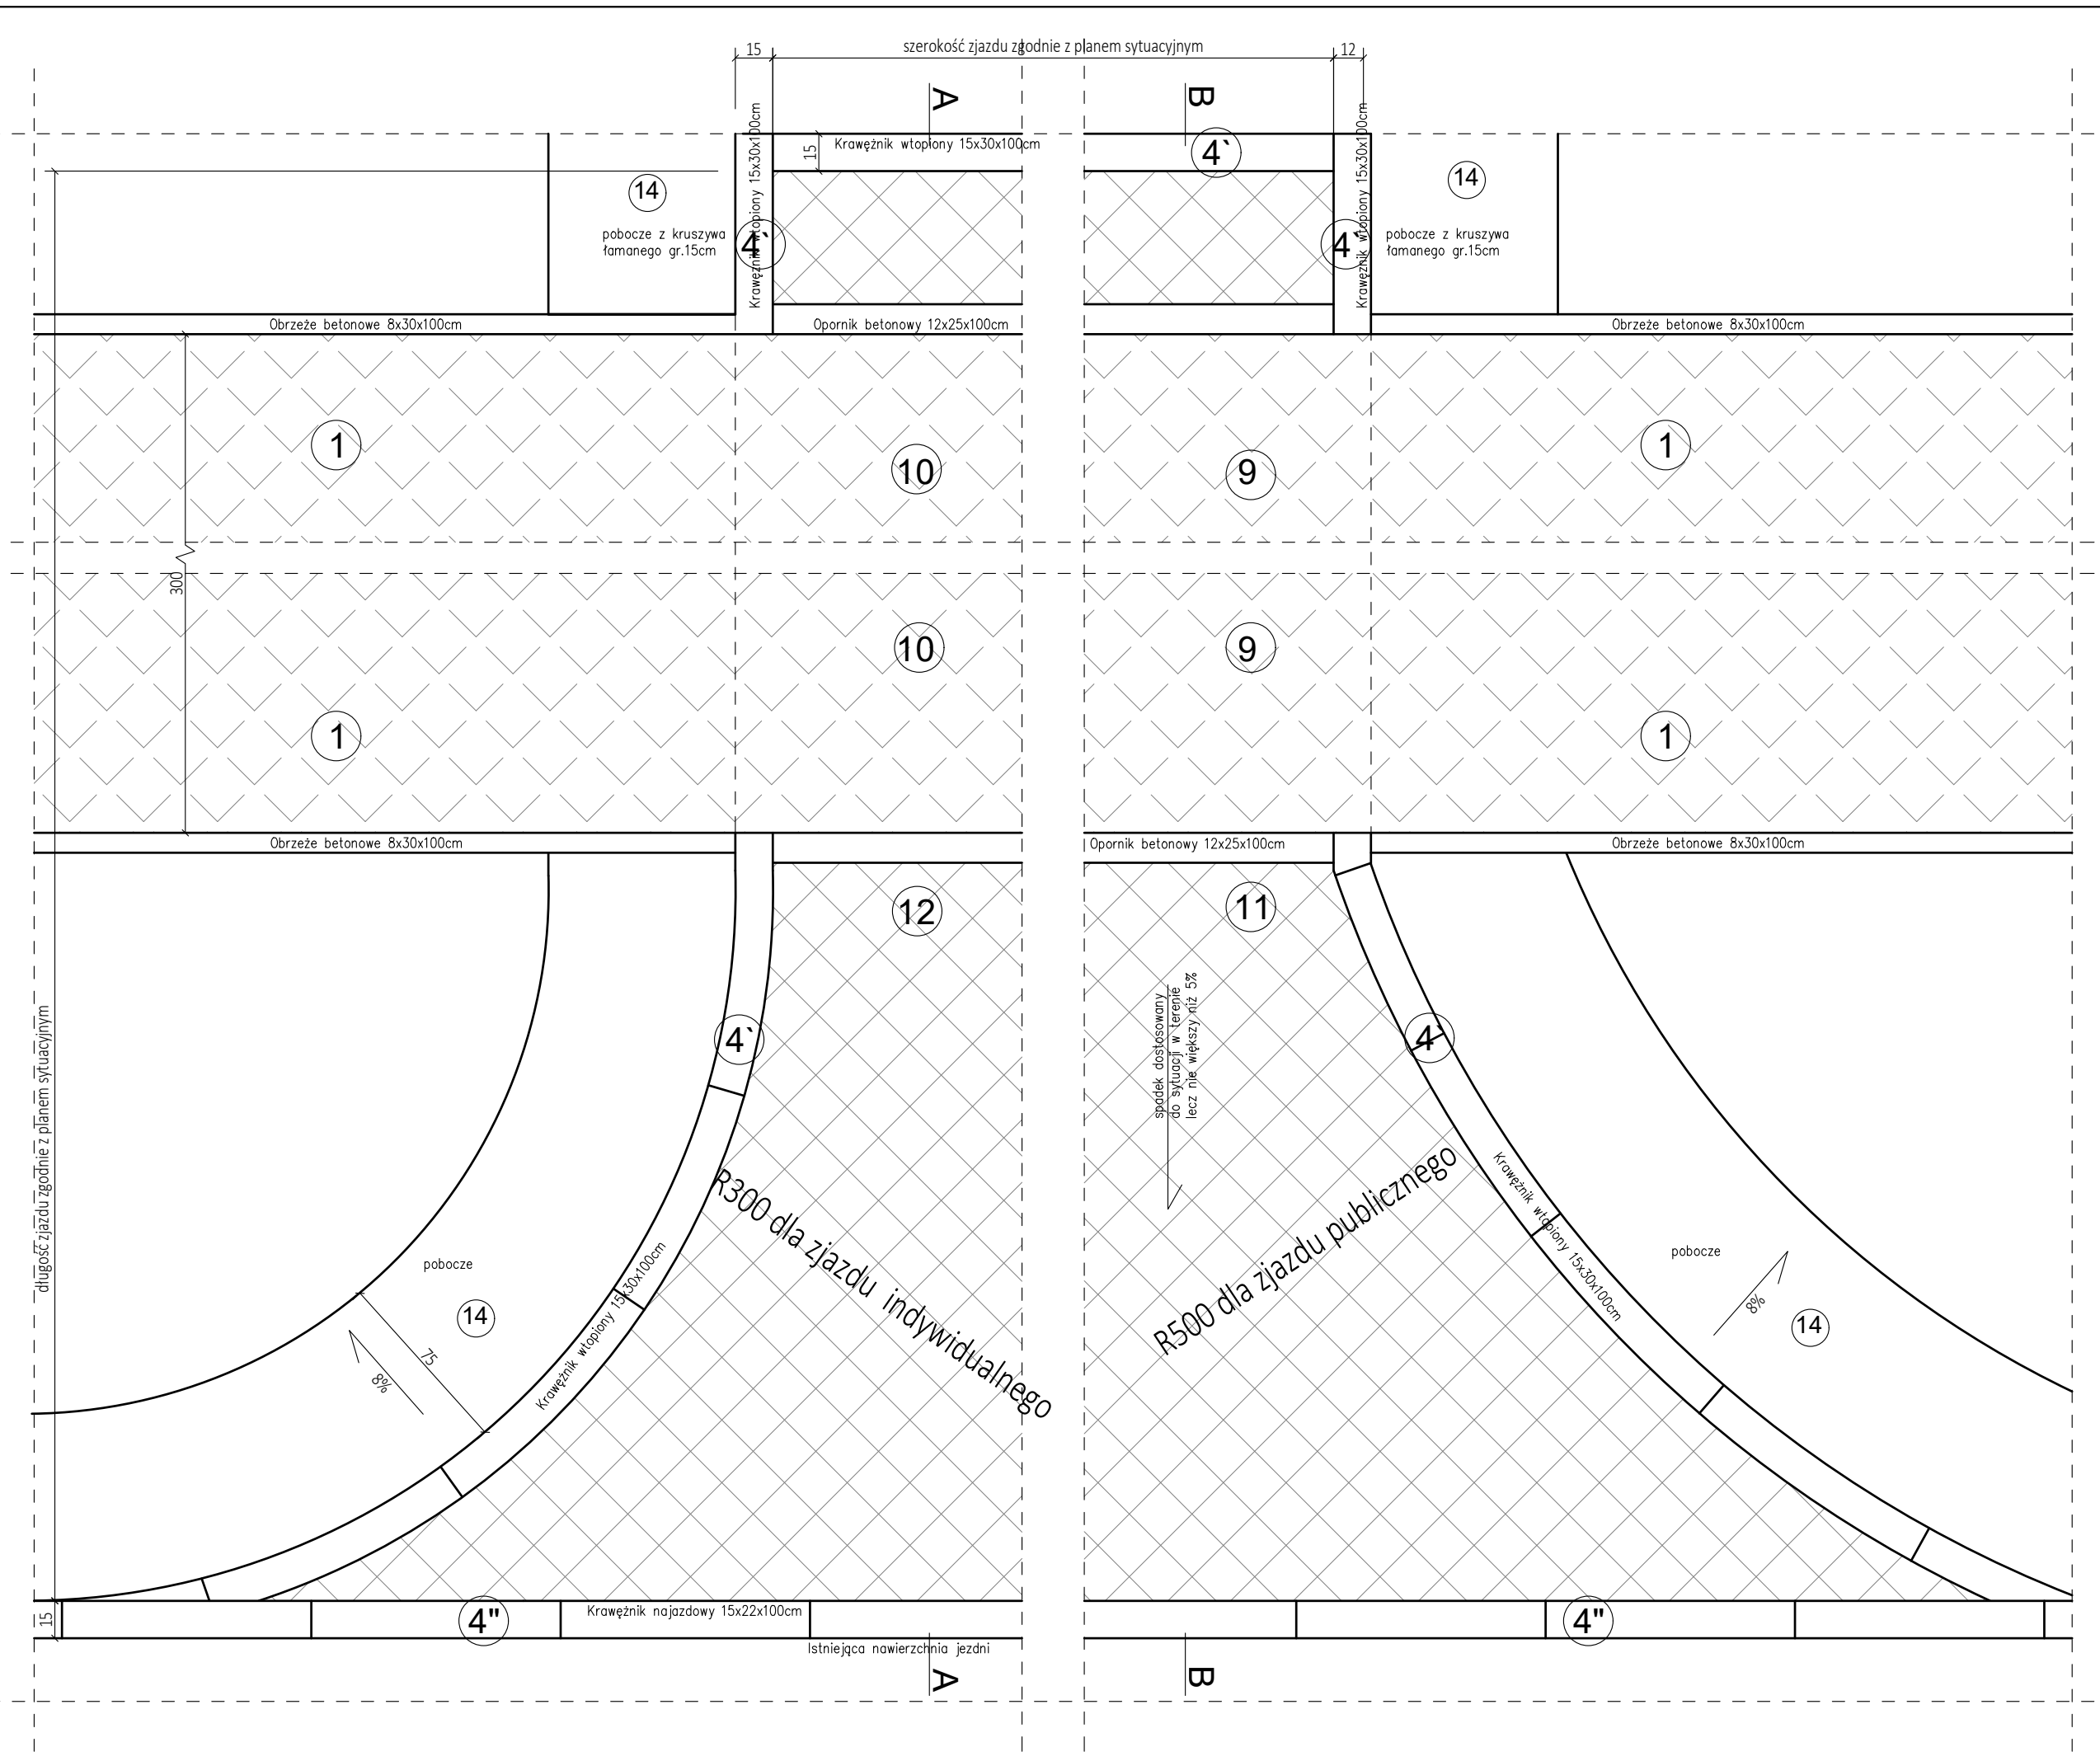 15
szerokość zjazdu zgodnie z planem sytuacyjnym
12
A
B
Krawężnik wtopiony 15x30x100cm
15
Krawężnik wtopiony 15x30x100cm
4`
Krawężnik wtopiony 15x30x100cm
14
pobocze z kruszywa
łamanego gr.15cm
4`
4`
14
pobocze z kruszywa
łamanego gr.15cm
Obrzeże betonowe 8x30x100cm
Opornik betonowy 12x25x100cm
Obrzeże betonowe 8x30x100cm
1
10
9
1
300
10
9
1
1
Obrzeże betonowe 8x30x100cm
Opornik betonowy 12x25x100cm
Obrzeże betonowe 8x30x100cm
12
11
4`
4`
spadek dostosowany
do sytuacji w terenie
lecz nie większy niż 5%
długość zjazdu zgodnie z planem sytuacyjnym
R300 dla zjazdu indywidualnego
R500 dla zjazdu publicznego
Krawężnik wtopiony 15x30x100cm
Krawężnik wtopiony 15x30x100cm
pobocze
14
75
8%
pobocze
8%
14
15
4"
Krawężnik najazdowy 15x22x100cm
4"
Istniejąca nawierzchnia jezdni
A
B